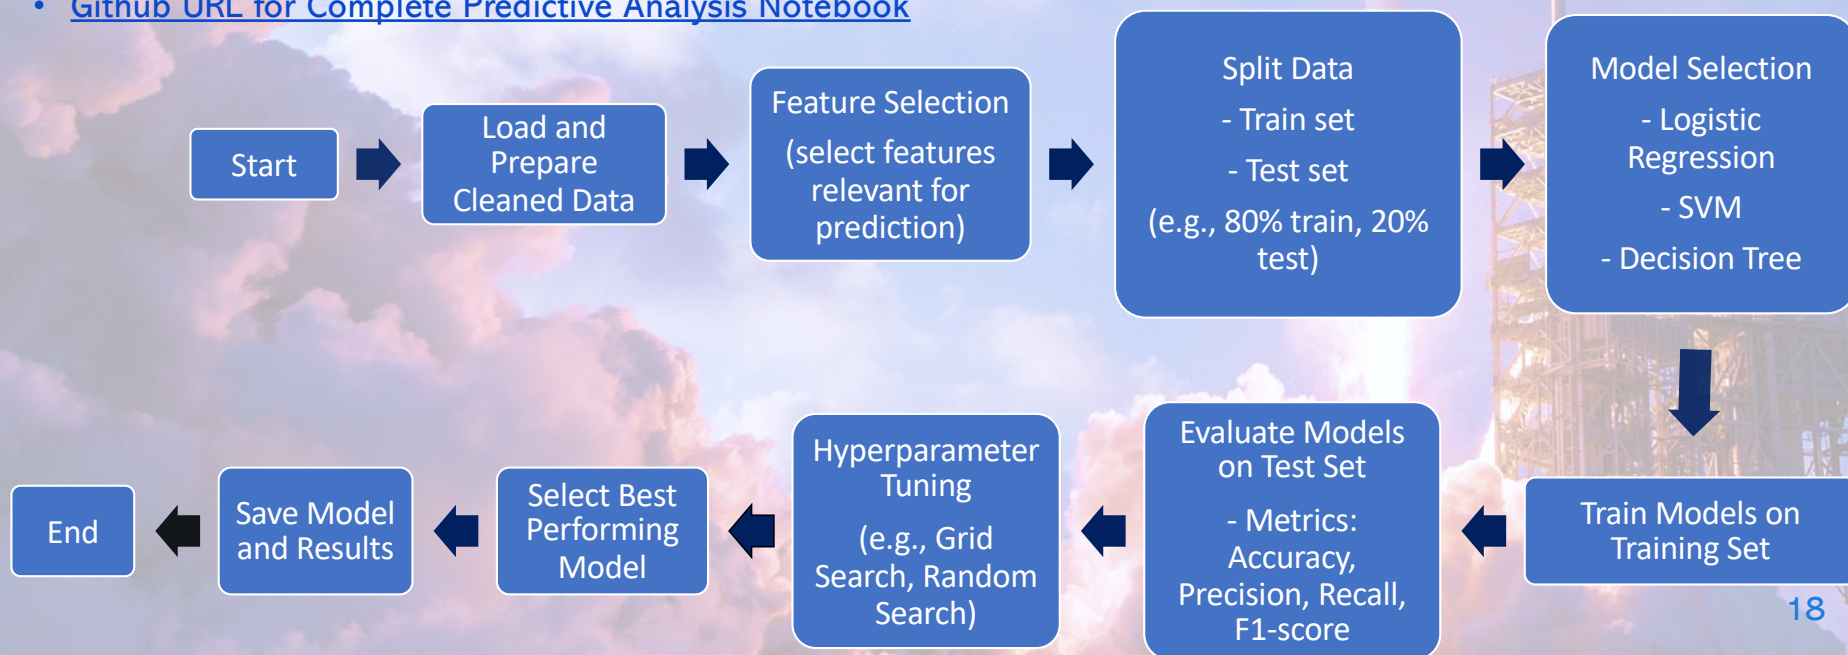 • Github URL for Complete Predictive Analysis Notebook
Start
Load and
Prepare
Cleaned Data
Feature Selection
(select features
relevant for
prediction)
Split Data
- Train set
- Test set
(e.g., 80% train, 20%
test)
Model Selection
- Logistic
Regression
- SVM
- Decision Tree
Train Models on
Training Set
Evaluate Models
on Test Set
- Metrics:
Accuracy,
Precision, Recall,
F1-score
Hyperparameter
Tuning
(e.g., Grid
Search, Random
Search)
Select Best
Performing
Model
Save Model
and Results
End
18